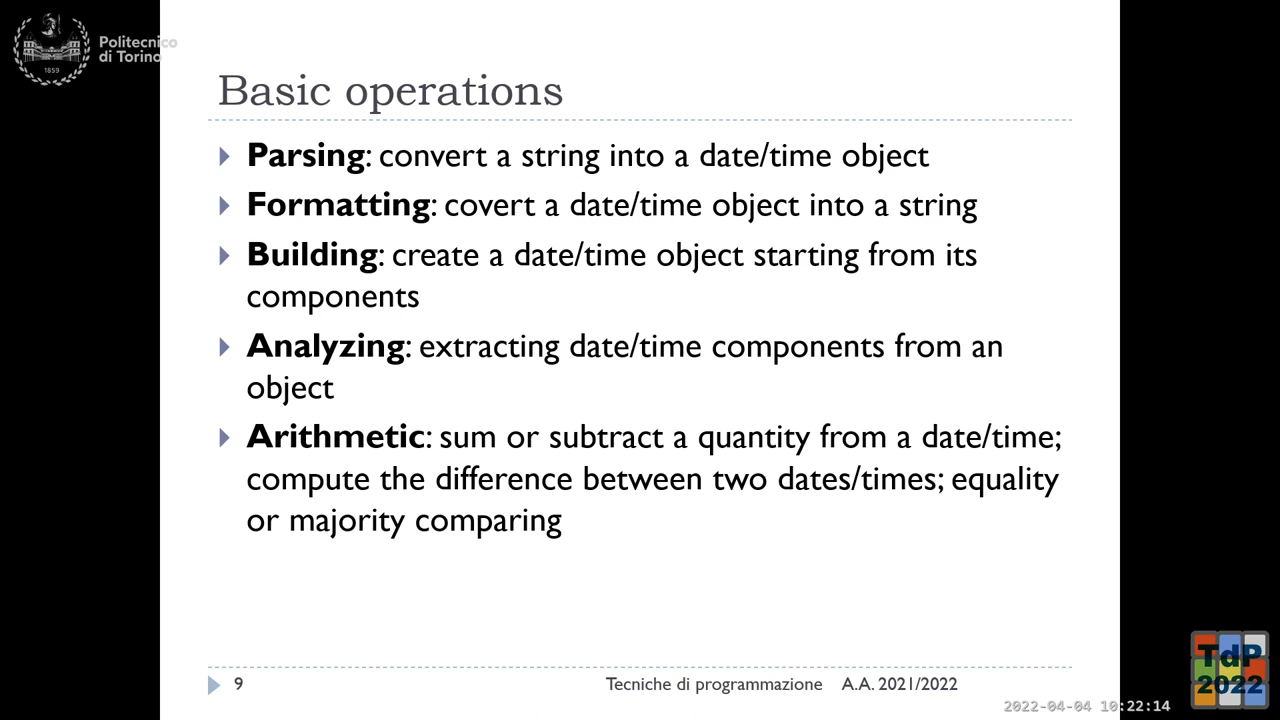 Politecnico
di Torino
1859
Basic operations
Parsing: convert a string into a date/time object
Formatting: covert a date/time object into a string
Building: create a date/time object starting from its
components
Analyzing: extracting date/time components from an
object
Arithmetic: sum or subtract a quantity from a date/time;
compute the difference between two dates/times; equality
or majority comparing
9
Tecniche di programmazione A.A. 2021/2022
2022-04-04 10:22:14
TdP
2022